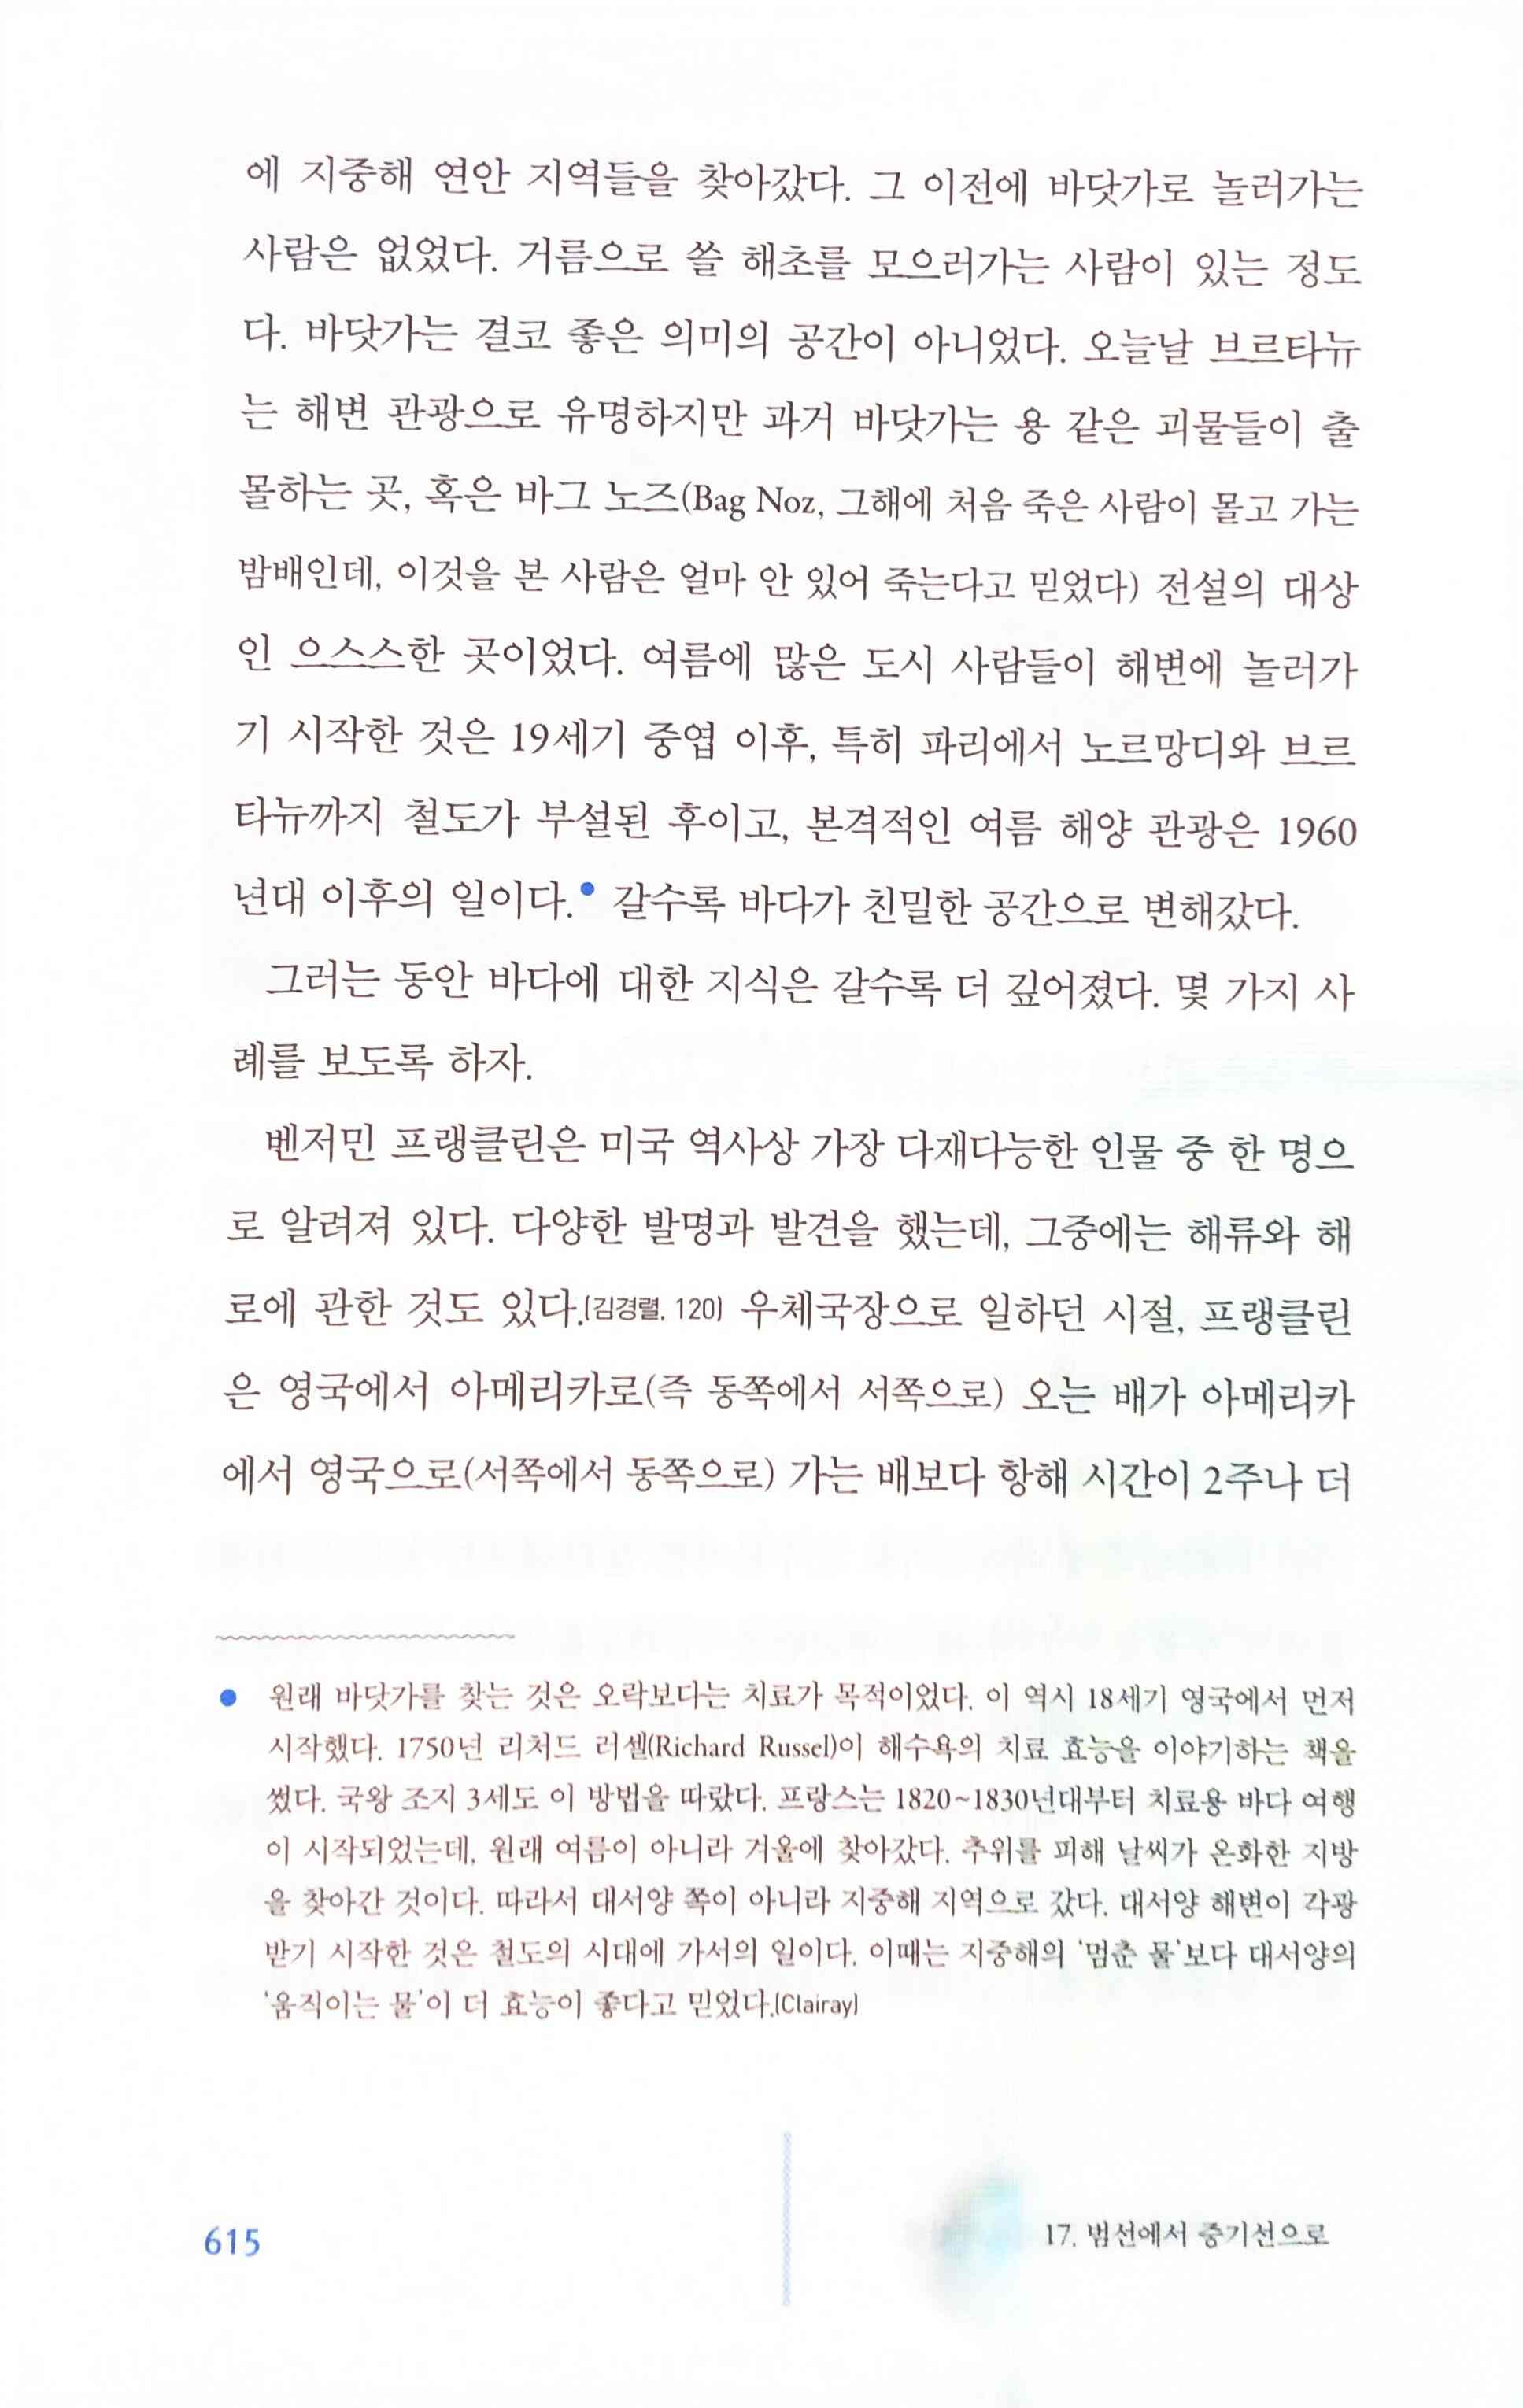 에 지중해 연안 지역들을 찾아갔다. 그 이전에 바닷가로 놀러가는
사람은 없었다. 거름으로 쓸 해초를 모으러가는 사람이 있는 정도
다. 바닷가는 결코 좋은 의미의 공간이 아니었다. 오늘날 브르타뉴
는 해변 관광으로 유명하지만 과거 바닷가는 용 같은 괴물들이 출
몰하는 곳, 혹은 바그 노즈(Bag Noz, 그해에 처음 죽은 사람이 몰고 가는
밤배인데, 이것을 본 사람은 얼마 안 있어 죽는다고 믿었다) 전설의 대상
인 으스스한 곳이었다. 여름에 많은 도시 사람들이 해변에 놀러가
기 시작한 것은 19세기 중엽 이후, 특히 파리에서 노르망디와 브르
타뉴까지 철도가 부설된 후이고, 본격적인 여름 해양 관광은 1960
년대 이후의 일이다.• 갈수록 바다가 친밀한 공간으로 변해갔다.
그러는 동안 바다에 대한 지식은 갈수록 더 깊어졌다. 몇 가지 사
례를 보도록 하자.
벤저민 프랭클린은 미국 역사상 가장 다재다능한 인물 중 한 명으
로 알려져 있다. 다양한 발명과 발견을 했는데, 그중에는 해류와 해
로에 관한 것도 있다.(김경렬, 120) 우체국장으로 일하던 시절, 프랭클린
은 영국에서 아메리카로(즉 동쪽에서 서쪽으로) 오는 배가 아메리카
에서 영국으로(서쪽에서 동쪽으로) 가는 배보다 항해 시간이 2주나 더
• 원래 바닷가를 찾는 것은 오락보다는 치료가 목적이었다. 이 역시 18세기 영국에서 먼저
시작했다. 1750년 리처드 러셀(Richard Russel)이 해수욕의 치료 효능을 이야기하는 책을
썼다. 국왕 조지 3세도 이 방법을 따랐다. 프랑스는 1820~1830년대부터 치료용 바다 여행
이 시작되었는데, 원래 여름이 아니라 겨울에 찾아갔다. 추위를 피해 날씨가 온화한 지방
을 찾아간 것이다. 따라서 대서양 쪽이 아니라 지중해 지역으로 갔다. 대서양 해변이 각광
받기 시작한 것은 철도의 시대에 가서의 일이다. 이때는 지중해의 '멈춘 물'보다 대서양의
'움직이는 물'이 더 효능이 좋다고 믿었다.(Clairay)
615
17. 범선에서 증기선으로